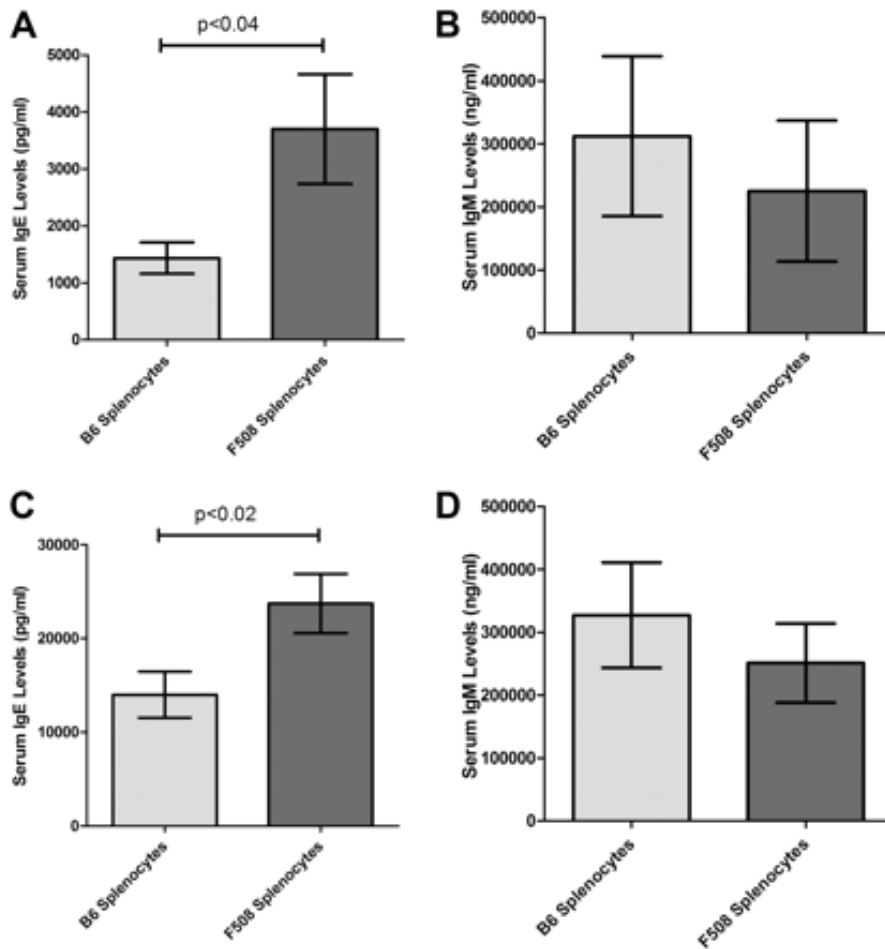 A
p<0.04
Serum IgE Levels (pg/ml)
5000
4000
3000
2000
1000
0
B6 Splenocytes
F508 Splenocytes
B
Serum IgM Levels (ng/ml)
500000
400000
300000
200000
100000
0
B6 Splenocytes
F508 Splenocytes
C
p<0.02
Serum IgE Levels (pg/ml)
30000
20000
10000
0
B6 Splenocytes
F508 Splenocytes
D
Serum IgM Levels (ng/ml)
500000
400000
300000
200000
100000
0
B6 Splenocytes
F508 Splenocytes